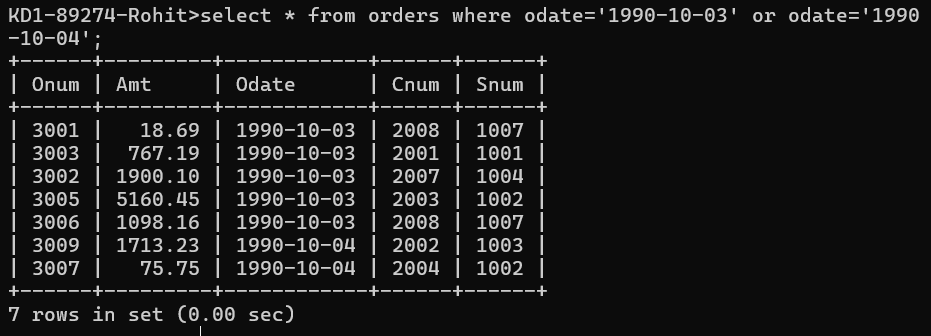 KD1-89274-Rohit>select * from orders where odate='1990-10-03' or odate='1990
-10-04';
+------+---------+------------+------+------+
| Onum | Amt     | Odate      | Cnum | Snum |
+------+---------+------------+------+------+
| 3001 |   18.69 | 1990-10-03 | 2008 | 1007 |
| 3003 |  767.19 | 1990-10-03 | 2001 | 1001 |
| 3002 | 1900.10 | 1990-10-03 | 2007 | 1004 |
| 3005 | 5160.45 | 1990-10-03 | 2003 | 1002 |
| 3006 | 1098.16 | 1990-10-03 | 2008 | 1007 |
| 3009 | 1713.23 | 1990-10-04 | 2002 | 1003 |
| 3007 |   75.75 | 1990-10-04 | 2004 | 1002 |
+------+---------+------------+------+------+
7 rows in set (0.00 sec)